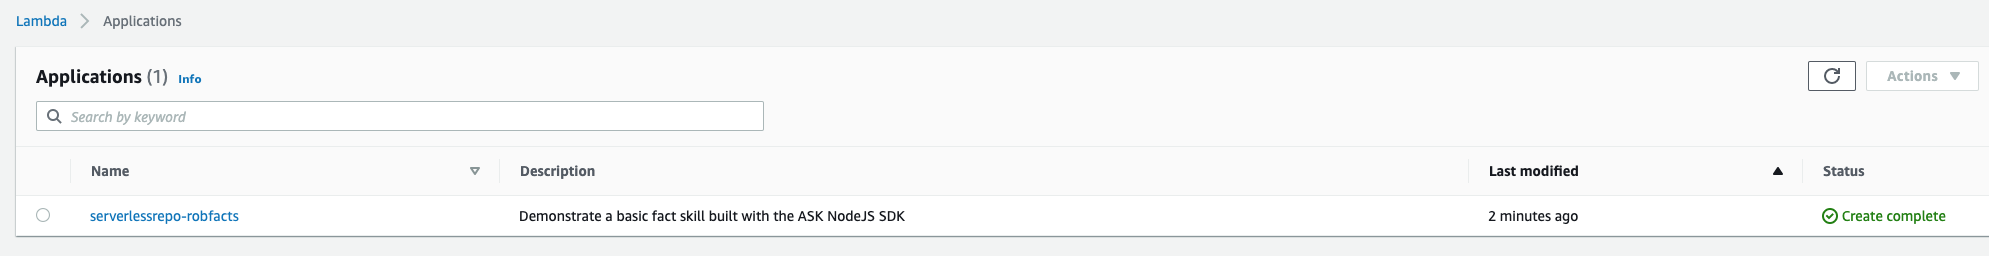 Lambda Applications
Applications (1) Info
Actions
Search by keyword
Name Description Last modified Status
serverlessrepo-robfacts Demonstrate a basic fact skill built with the ASK NodeJS SDK 2 minutes ago Create complete